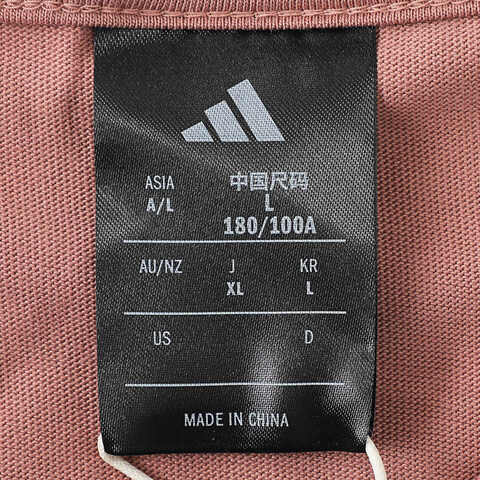 ASIA 中国尺码
A/L L
180/100A
AU/NZ J KR
XL L
US D
MADE IN CHINA